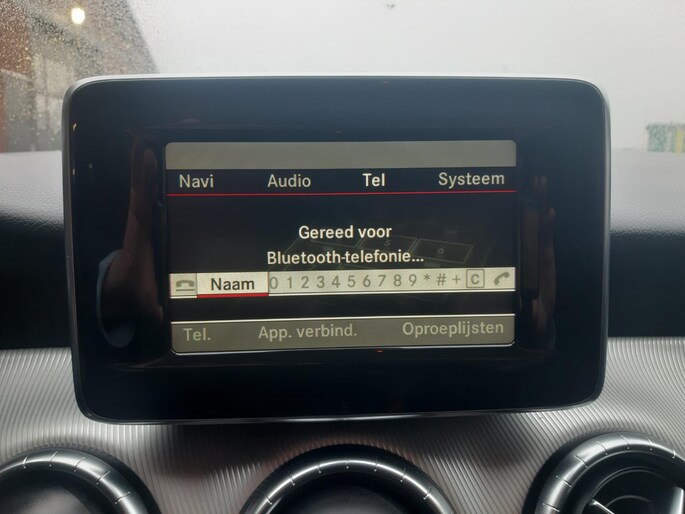 Navi Audio Tel Systeem
Gereed voor
Bluetooth-telefonie...
Naam 0 1 2 3 4 5 6 7 8 9 * # + C
Tel. App. verbind. Oproeplijsten